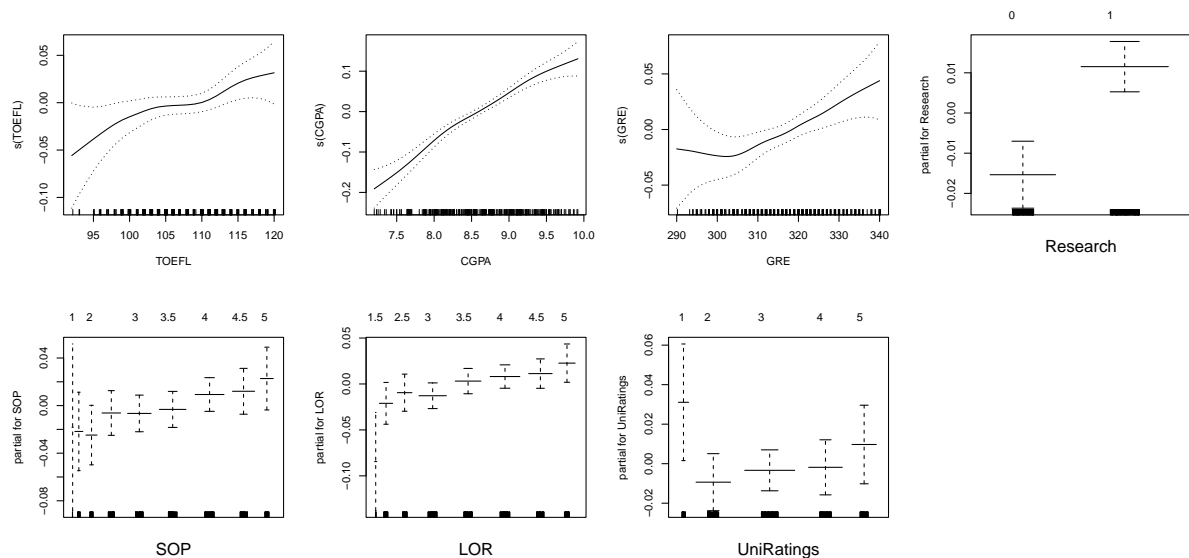 0 1
s(TOEFL)
0.05
0.00
−0.05
−0.10
95 100 105 110 115 120
TOEFL
s(CGPA)
0.1
0.0
−0.1
−0.2
7.5 8.0 8.5 9.0 9.5 10.0
CGPA
s(GRE)
0.05
0.00
−0.05
290 300 310 320 330 340
GRE
partial for Research
0.01
0.00
−0.01
−0.02
Research
1 2 3 3.5 4 4.5 5
partial for SOP
0.04
0.00
−0.04
−0.08
SOP
1.5 2.5 3 3.5 4 4.5 5
partial for LOR
0.05
0.00
−0.05
−0.10
LOR
1 2 3 4 5
partial for UniRatings
0.06
0.04
0.02
0.00
−0.02
UniRatings